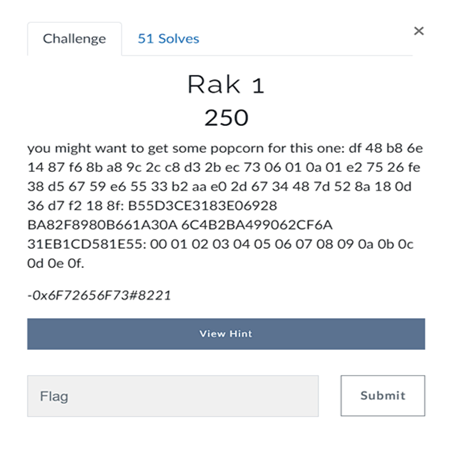 Challenge
51 Solves
×
Rak 1
250
you might want to get some popcorn for this one: df 48 b8 6e
14 87 f6 8b a8 9c 2c c8 d3 2b ec 73 06 01 0a 01 e2 75 26 fe
38 d5 67 59 e6 55 33 b2 aa e0 2d 67 34 48 7d 52 8a 18 0d
36 d7 f2 18 8f: B55D3CE3183E06928
BA82F8980B661A30A 6C4B2BA499062CF6A
31EB1CD581E55: 00 01 02 03 04 05 06 07 08 09 0a 0b 0c
0d 0e 0f.
-0x6F72656F73#8221
View Hint
Flag
Submit